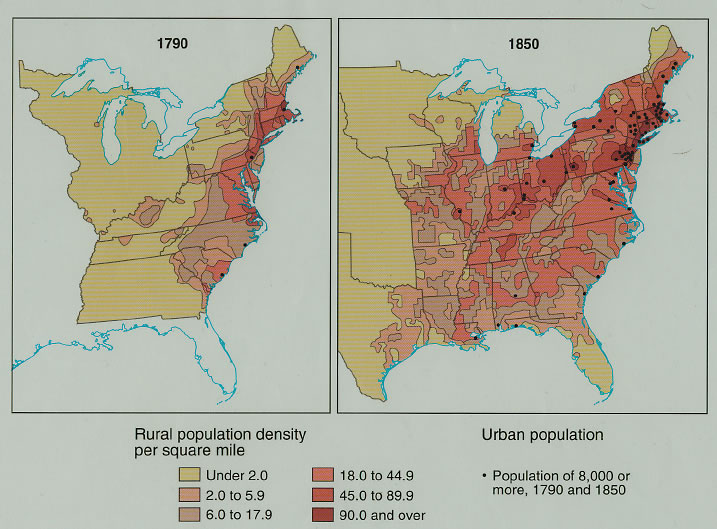 1790
1850
Rural population density
per square mile
Under 2.0
2.0 to 5.9
6.0 to 17.9
18.0 to 44.9
45.0 to 89.9
90.0 and over
Urban population
• Population of 8,000 or
more, 1790 and 1850